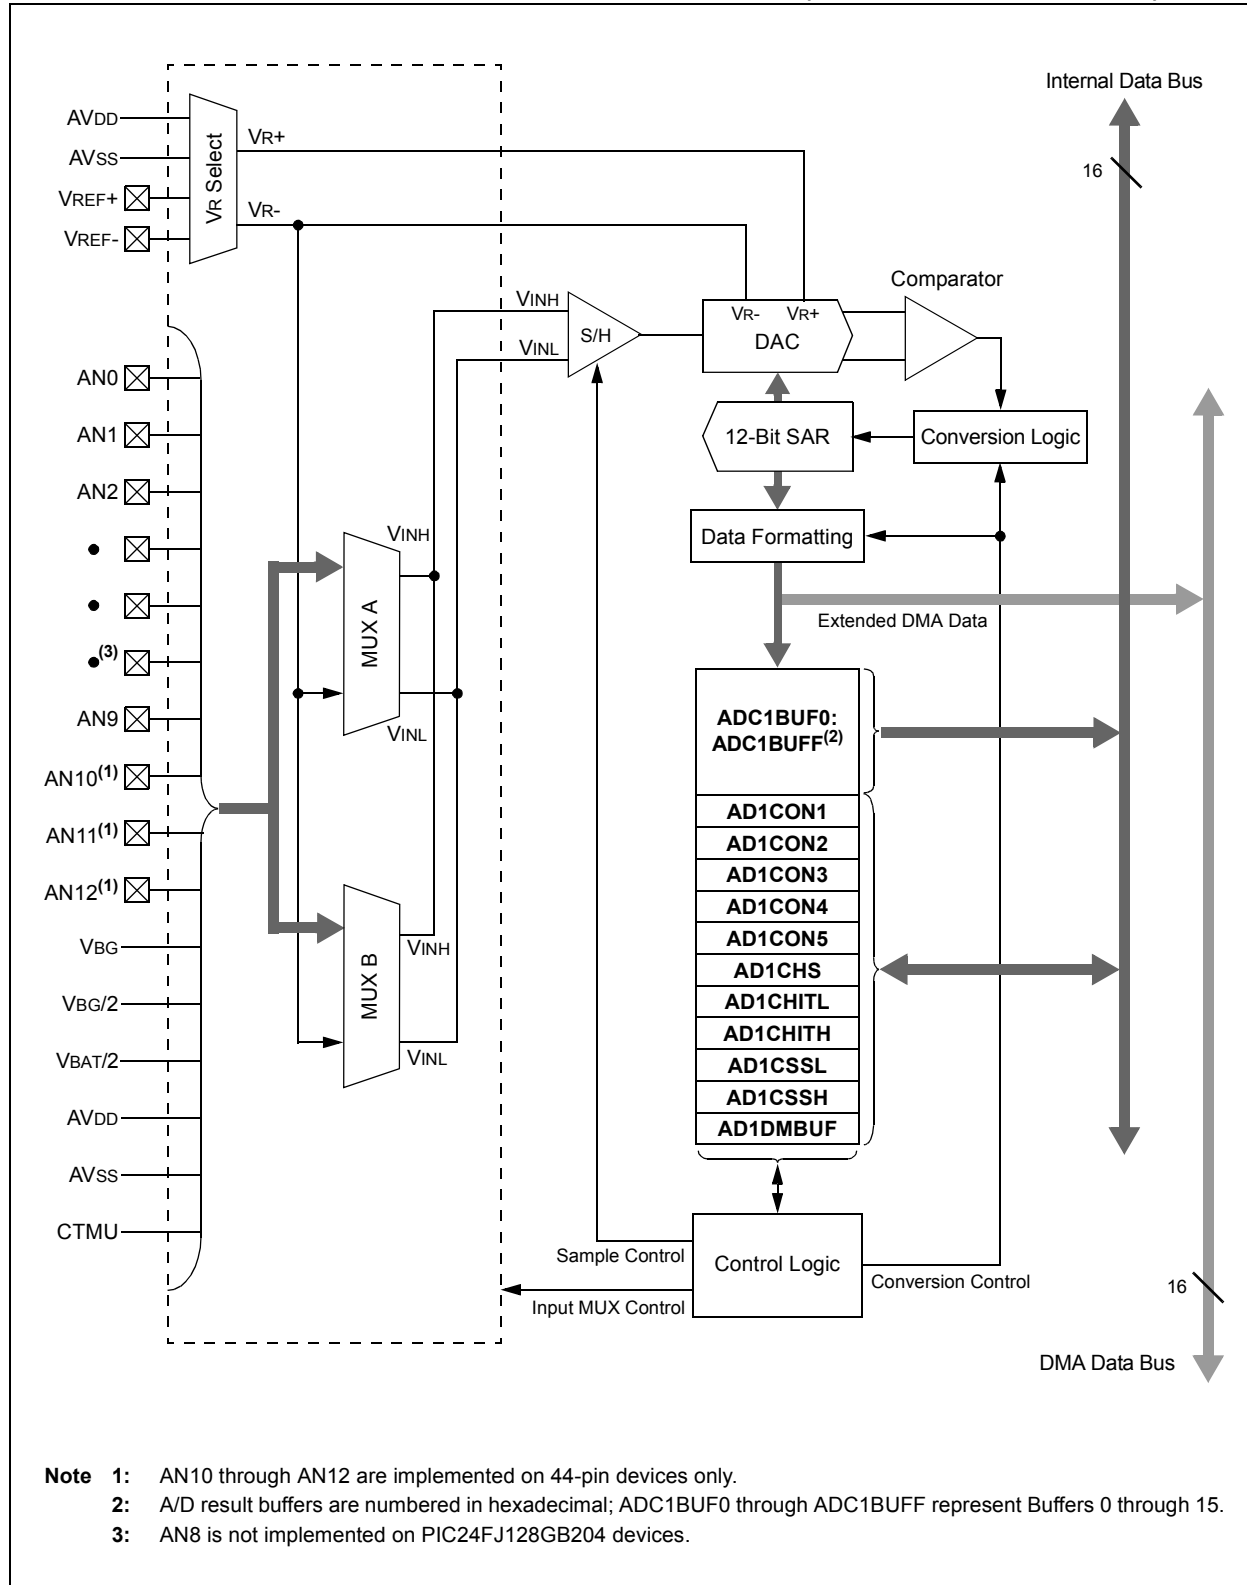 Internal Data Bus
AVDD
AVSS
VREF+
VREF-
VR Select
VR+
VR-
16
Comparator
VINH
VINL
S/H
VR- VR+
DAC
12-Bit SAR
Conversion Logic
Data Formatting
Extended DMA Data
AN0
AN1
AN2
•
•
•(3)
AN9
AN10(1)
AN11(1)
AN12(1)
VBG
VBG/2
VBAT/2
AVDD
AVSS
CTMU
VINH
MUX A
VINL
VINH
MUX B
VINL
ADC1BUF0:
ADC1BUFF(2)
AD1CON1
AD1CON2
AD1CON3
AD1CON4
AD1CON5
AD1CHS
AD1CHITL
AD1CHITH
AD1CSSL
AD1CSSH
AD1DMBUF
Sample Control
Control Logic
Conversion Control
Input MUX Control
16
DMA Data Bus
Note 1: AN10 through AN12 are implemented on 44-pin devices only.
2: A/D result buffers are numbered in hexadecimal; ADC1BUF0 through ADC1BUFF represent Buffers 0 through 15.
3: AN8 is not implemented on PIC24FJ128GB204 devices.